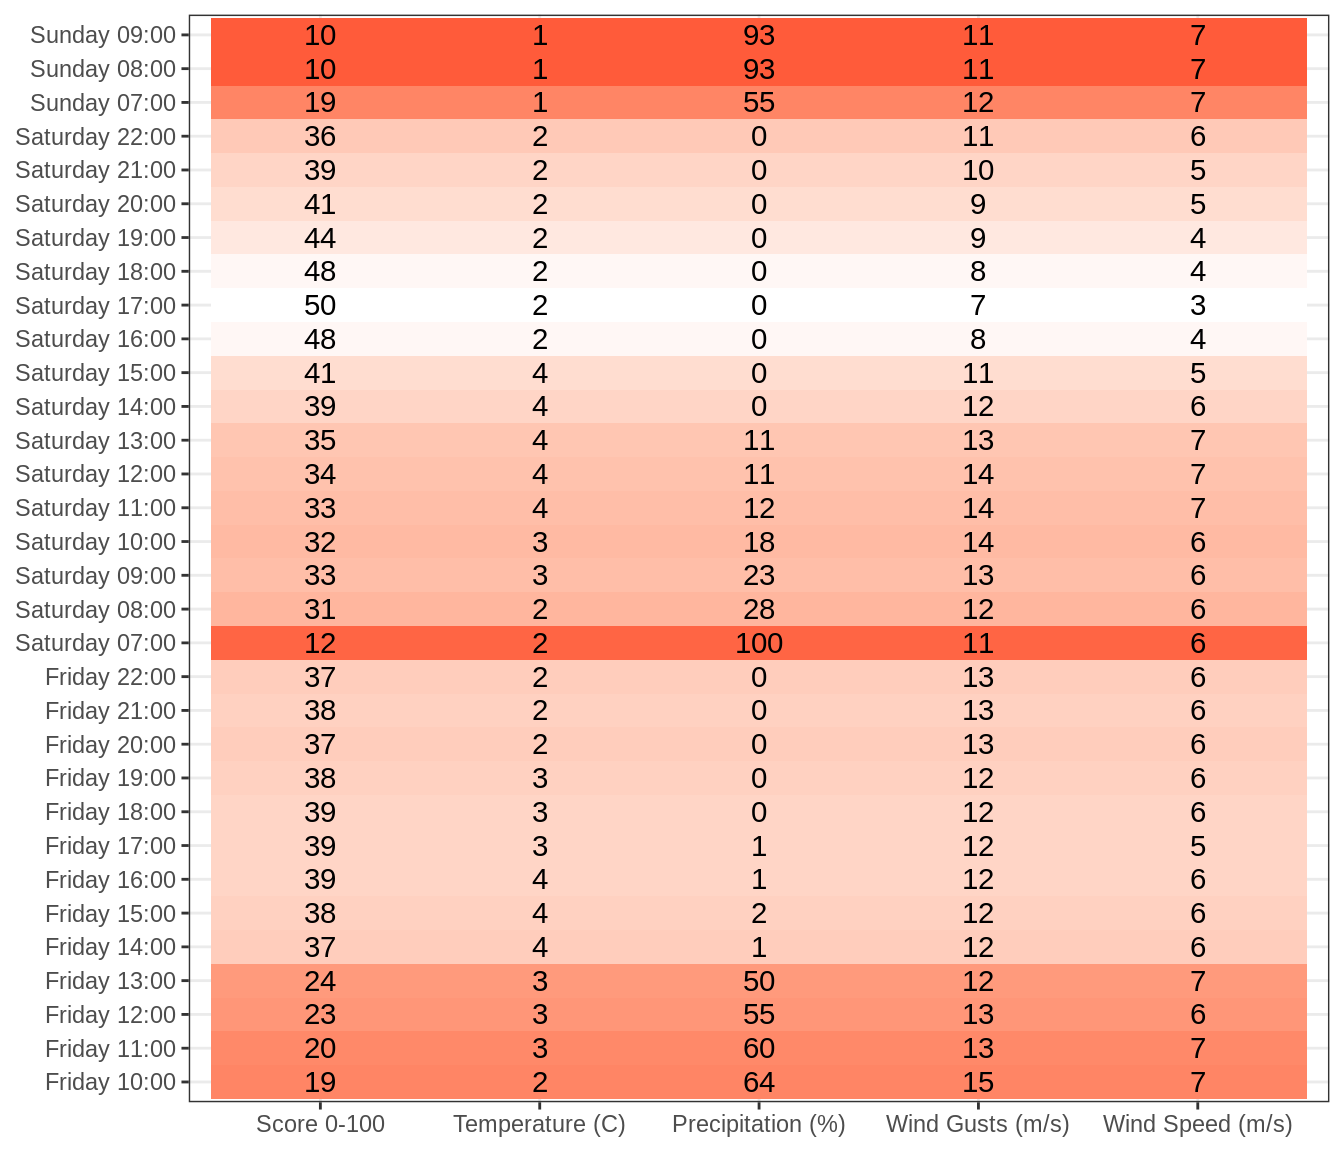 Sunday 09:00 10 1 93 11 7
Sunday 08:00 10 1 93 11 7
Sunday 07:00 19 1 55 12 7
Saturday 22:00 36 2 0 11 6
Saturday 21:00 39 2 0 10 5
Saturday 20:00 41 2 0 9 5
Saturday 19:00 44 2 0 9 4
Saturday 18:00 48 2 0 8 4
Saturday 17:00 50 2 0 7 3
Saturday 16:00 48 2 0 8 4
Saturday 15:00 41 4 0 11 5
Saturday 14:00 39 4 0 12 6
Saturday 13:00 35 4 11 13 7
Saturday 12:00 34 4 11 14 7
Saturday 11:00 33 4 12 14 7
Saturday 10:00 32 3 18 14 6
Saturday 09:00 33 3 23 13 6
Saturday 08:00 31 2 28 12 6
Saturday 07:00 12 2 100 11 6
Friday 22:00 37 2 0 13 6
Friday 21:00 38 2 0 13 6
Friday 20:00 37 2 0 13 6
Friday 19:00 38 3 0 12 6
Friday 18:00 39 3 0 12 6
Friday 17:00 39 3 1 12 5
Friday 16:00 39 4 1 12 6
Friday 15:00 38 4 2 12 6
Friday 14:00 37 4 1 12 6
Friday 13:00 24 3 50 12 7
Friday 12:00 23 3 55 13 6
Friday 11:00 20 3 60 13 7
Friday 10:00 19 2 64 15 7
Score 0-100 Temperature (C) Precipitation (%) Wind Gusts (m/s) Wind Speed (m/s)